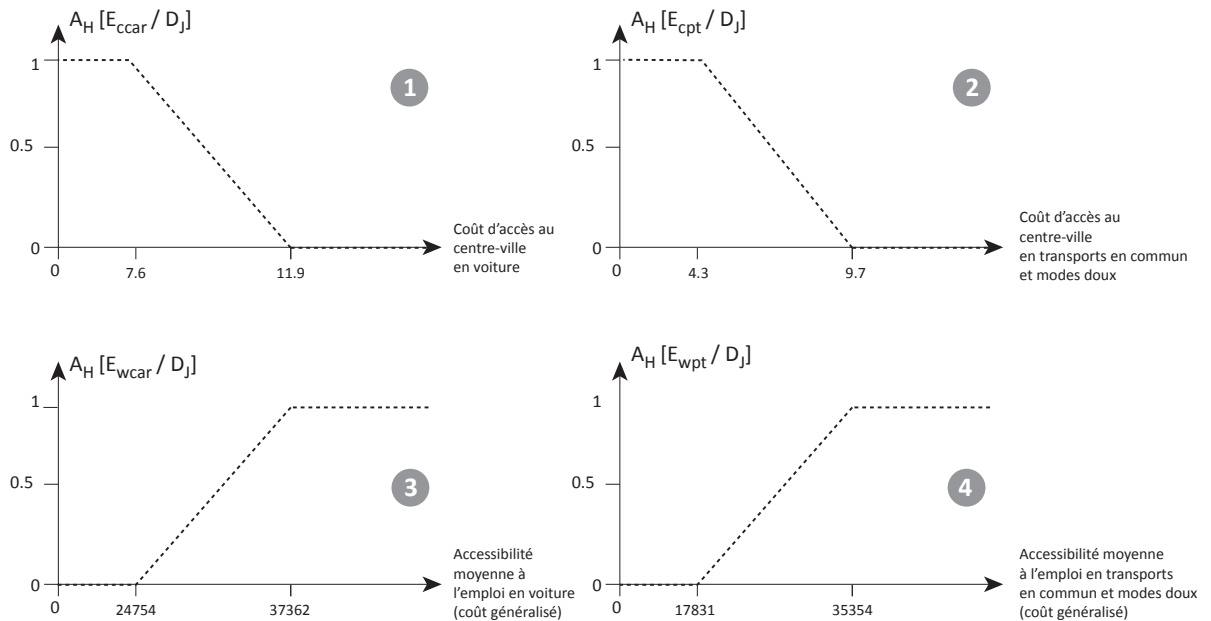 A_H [E_ccar / D_J]
1
0.5
0
0
7.6
11.9
Coût d'accès au
centre-ville
en voiture
1
A_H [E_cpt / D_J]
1
0.5
0
0
4.3
9.7
Coût d'accès au
centre-ville
en transports en commun
et modes doux
2
A_H [E_wcar / D_J]
1
0.5
0
0
24754
37362
Accessibilité
moyenne à
l'emploi en voiture
(coût généralisé)
3
A_H [E_wpt / D_J]
1
0.5
0
0
17831
35354
Accessibilité moyenne
à l'emploi en transports
en commun et modes doux
(coût généralisé)
4